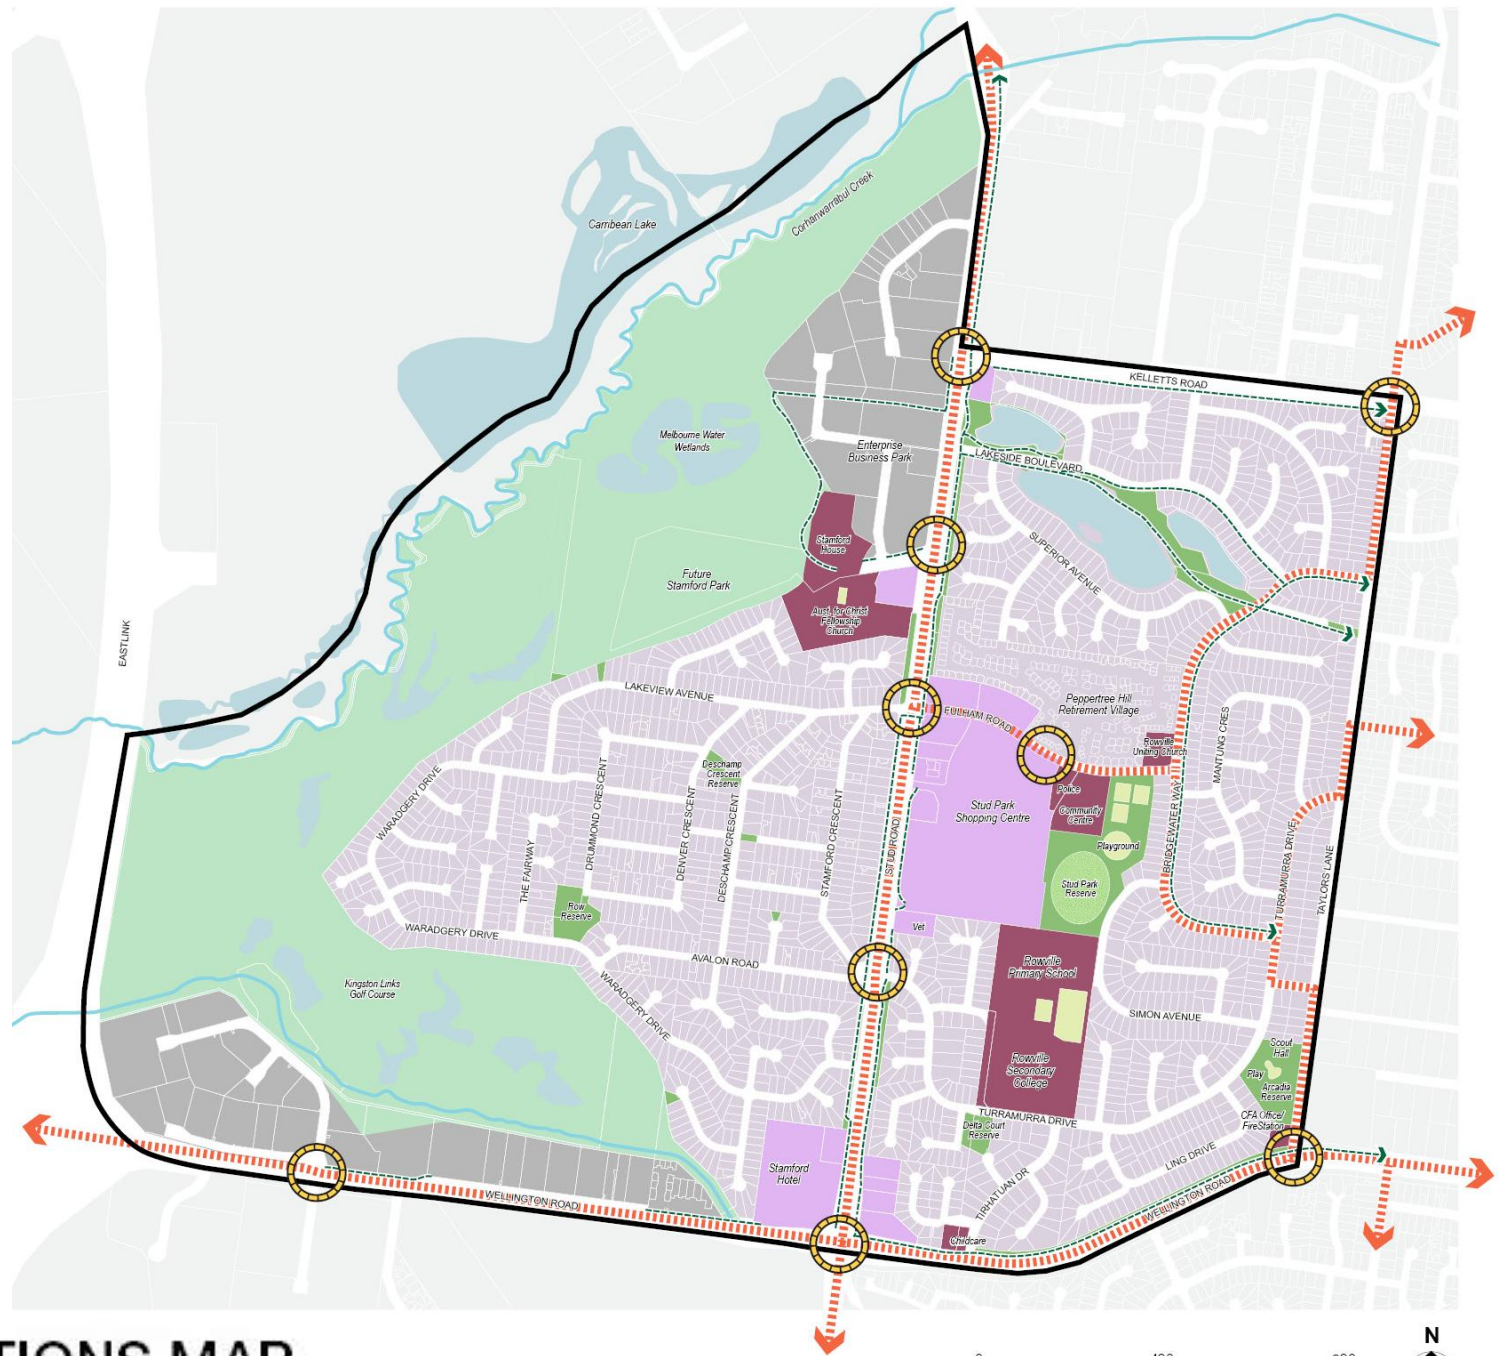 Carribean Lake
Corhanwarrabul Creek
KELLETTS ROAD
Melbourne Water
Wetlands
Enterprise
Business Park
LAKESIDE BOULEVARD
Stamford
House
SUPERIOR AVENUE
Future
Stamford Park
Aust. for Christ
Fellowship
Church
EASTLINK
LAKEVIEW AVENUE
FULHAM ROAD
Peppertree Hill
Retirement Village
Rowville
Uniting Church
MANTUNG CRES
Deschamp
Crescent
Reserve
Police
Community
Centre
Stud Park
Shopping Centre
Playground
WARADGERY DRIVE
DRUMMOND CRESCENT
DENVER CRESCENT
DESCHAMP CRESCENT
STAMFORD CRESCENT
STUD ROAD
BRIDGEWATER WAY
TURRAMURRA DRIVE
TAYLORS LANE
THE FAIRWAY
Stud Park
Reserve
Row
Reserve
Vet
WARADGERY DRIVE
AVALON ROAD
Rowville
Primary School
Kingston Links
Golf Course
WARADGERY DRIVE
SIMON AVENUE
Scout
Hall
Rowville
Secondary
College
Play
Arcadia
Reserve
TURRAMURRA DRIVE
CFA Office/
FireStation
Delta Court
Reserve
LING DRIVE
Stamford
Hotel
TIRHATUAN DR
WELLINGTON ROAD
WELLINGTON ROAD
Childcare
N